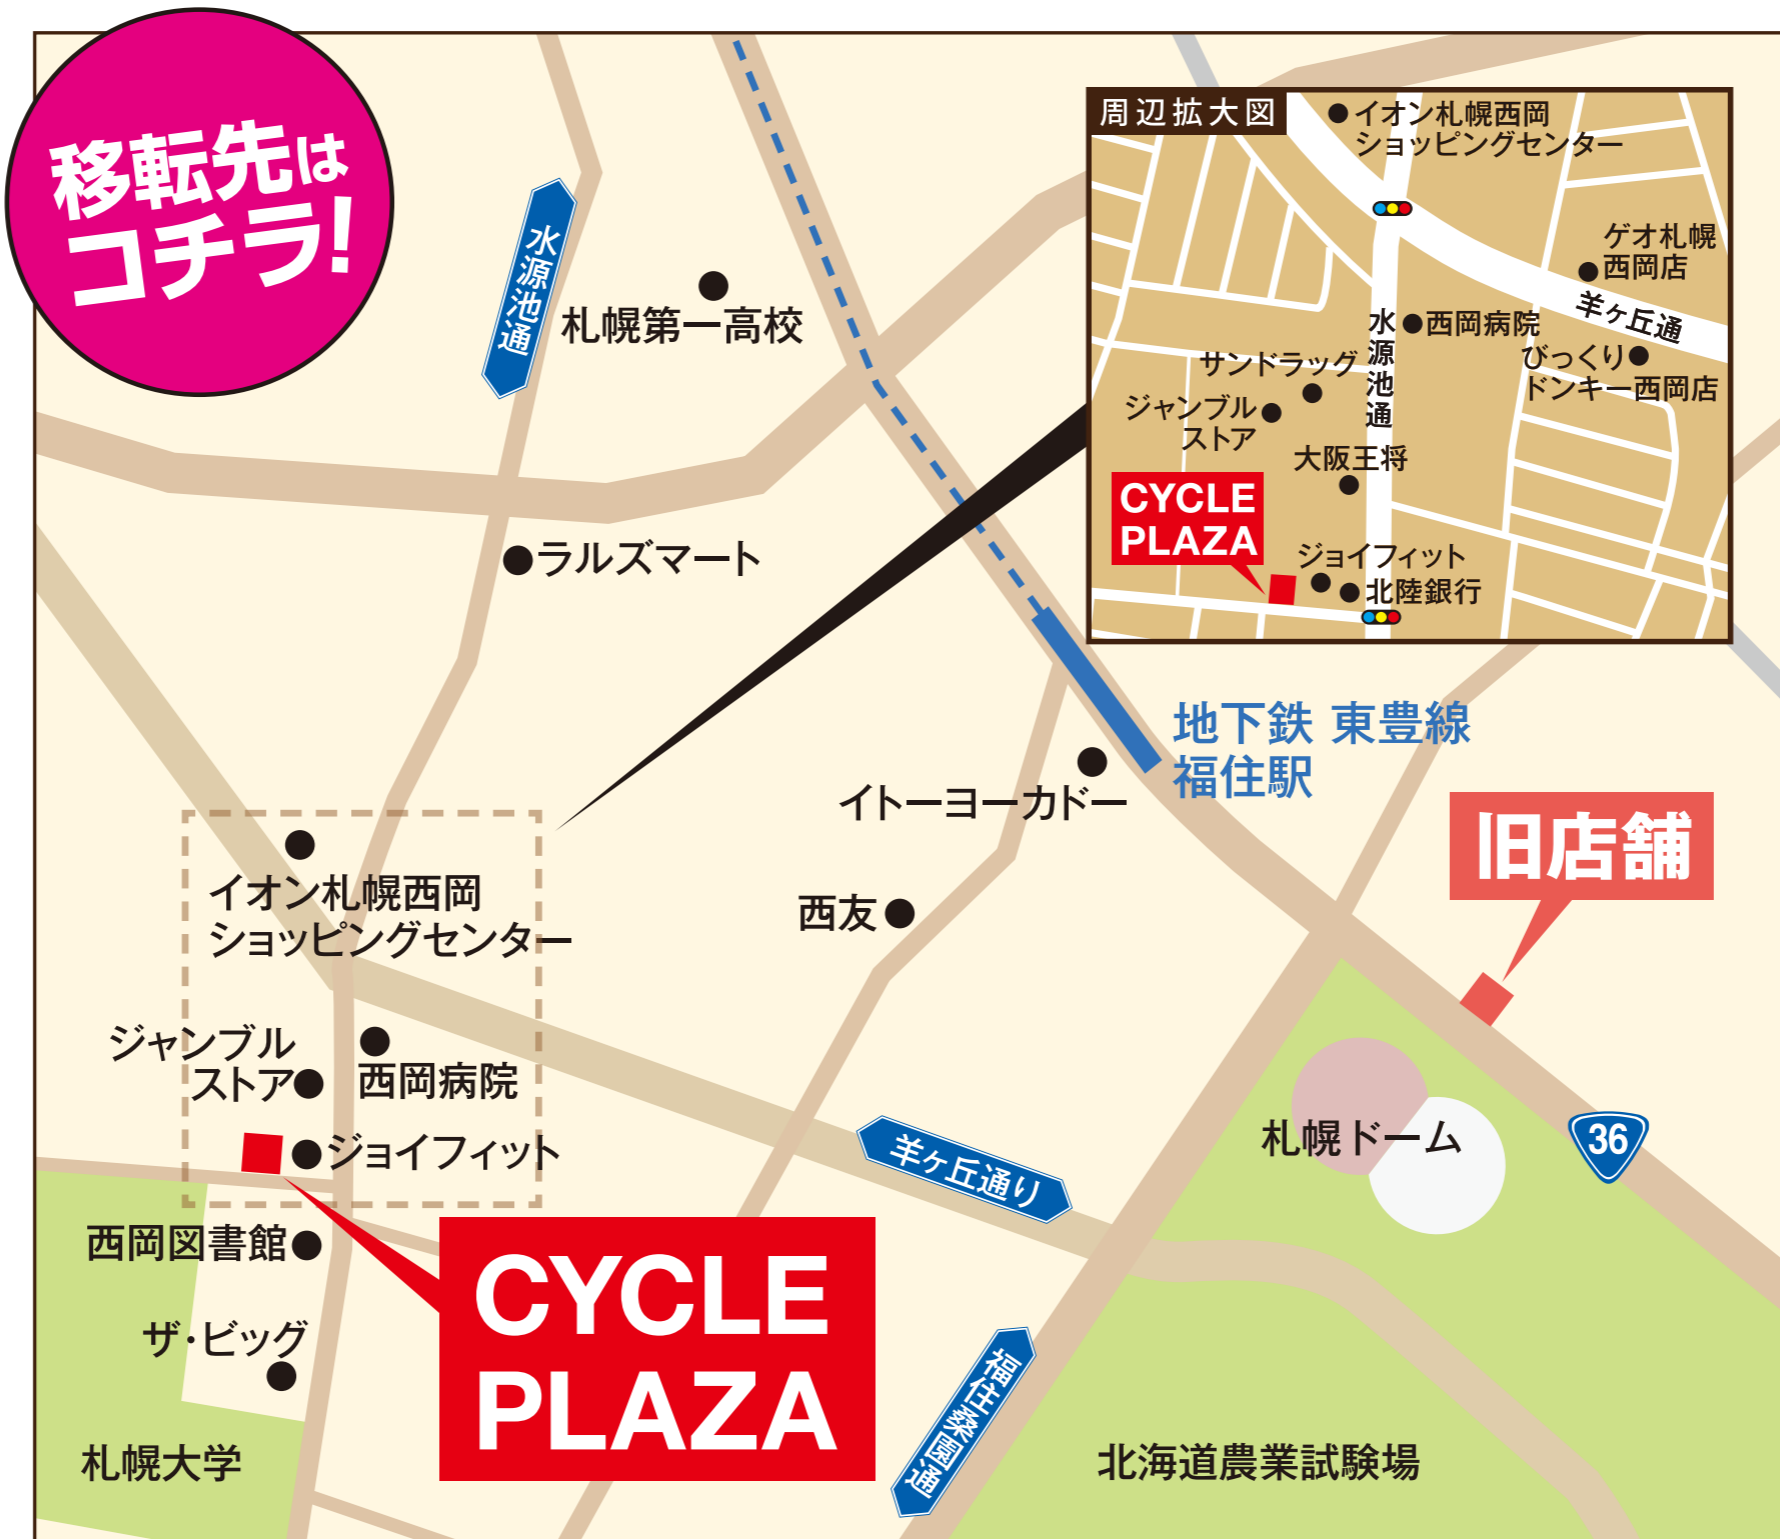 移転先は
コチラ!
周辺拡大図
イオン札幌西岡
ショッピングセンター
ゲオ札幌
西岡店
羊ヶ丘通
水源池通
西岡病院
びっくり
ドンキー西岡店
サンドラッグ
ジャンブル
ストア
大阪王将
CYCLE
PLAZA
ジョイフィット
北陸銀行
水源池通
札幌第一高校
ラルズマート
地下鉄 東豊線
福住駅
イトーヨーカドー
西友
旧店舗
イオン札幌西岡
ショッピングセンター
ジャンブル
ストア
西岡病院
ジョイフィット
羊ヶ丘通り
札幌ドーム
36
西岡図書館
ザ・ビッグ
CYCLE
PLAZA
福住桑園通
札幌大学
北海道農業試験場